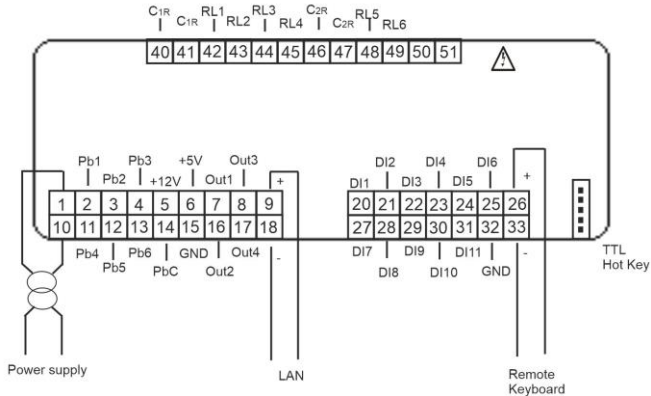 C1R C1R RL1 RL2 RL3 RL4 C2R C2R RL5 RL6
40 41 42 43 44 45 46 47 48 49 50 51
Pb1 Pb2 Pb3 +12V +5V Out1 Out3 +
1 2 3 4 5 6 7 8 9
10 11 12 13 14 15 16 17 18
Pb4 Pb5 Pb6 PbC GND Out2 Out4 -
DI1 DI2 DI3 DI4 DI5 DI6 +
20 21 22 23 24 25 26
27 28 29 30 31 32 33
DI7 DI8 DI9 DI10 DI11 GND -
TTL
Hot Key
Power supply
LAN
Remote
Keyboard